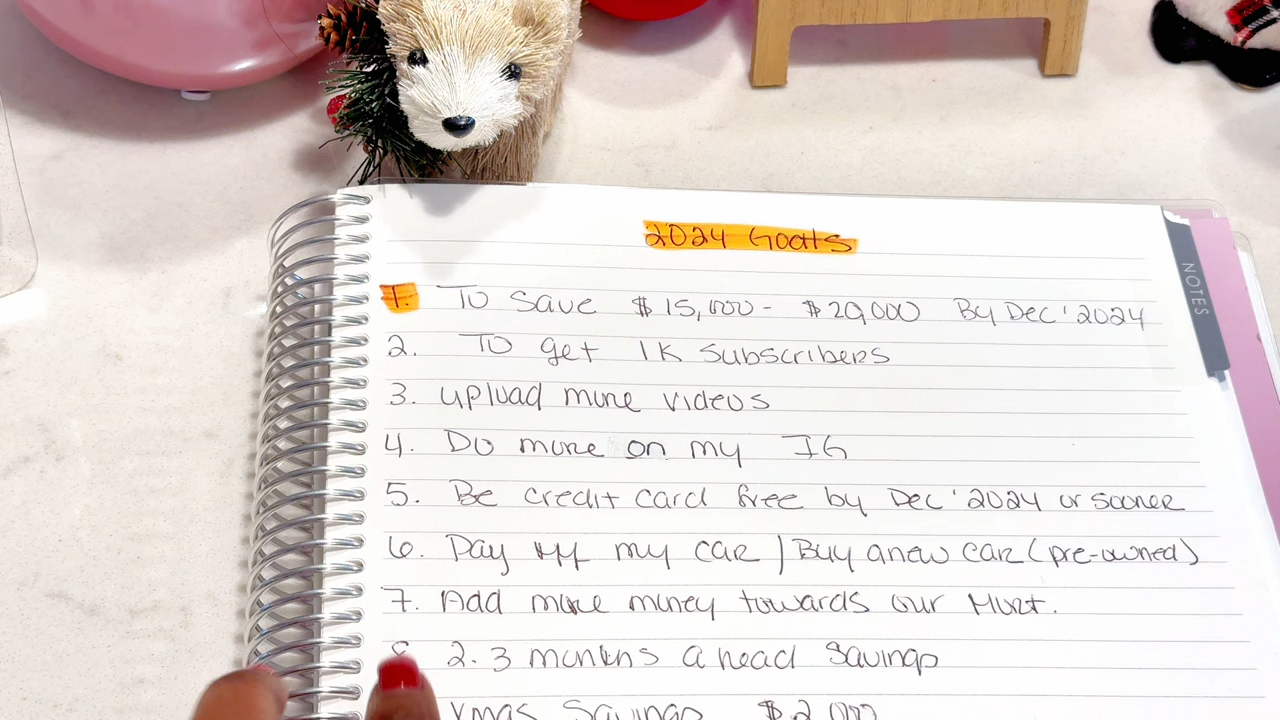 2024 Goals
1. To Save $15,000 - $20,000 By Dec '2024
2. To get 1K Subscribers
3. upload more videos
4. Do more on my IG
5. Be credit card free by Dec '2024 or sooner
6. Pay off my car / Buy a new car (pre-owned)
7. Add more money towards our Mort.
8. 2.3 months ahead Savings
Xmas Savings $2,000
NOTES